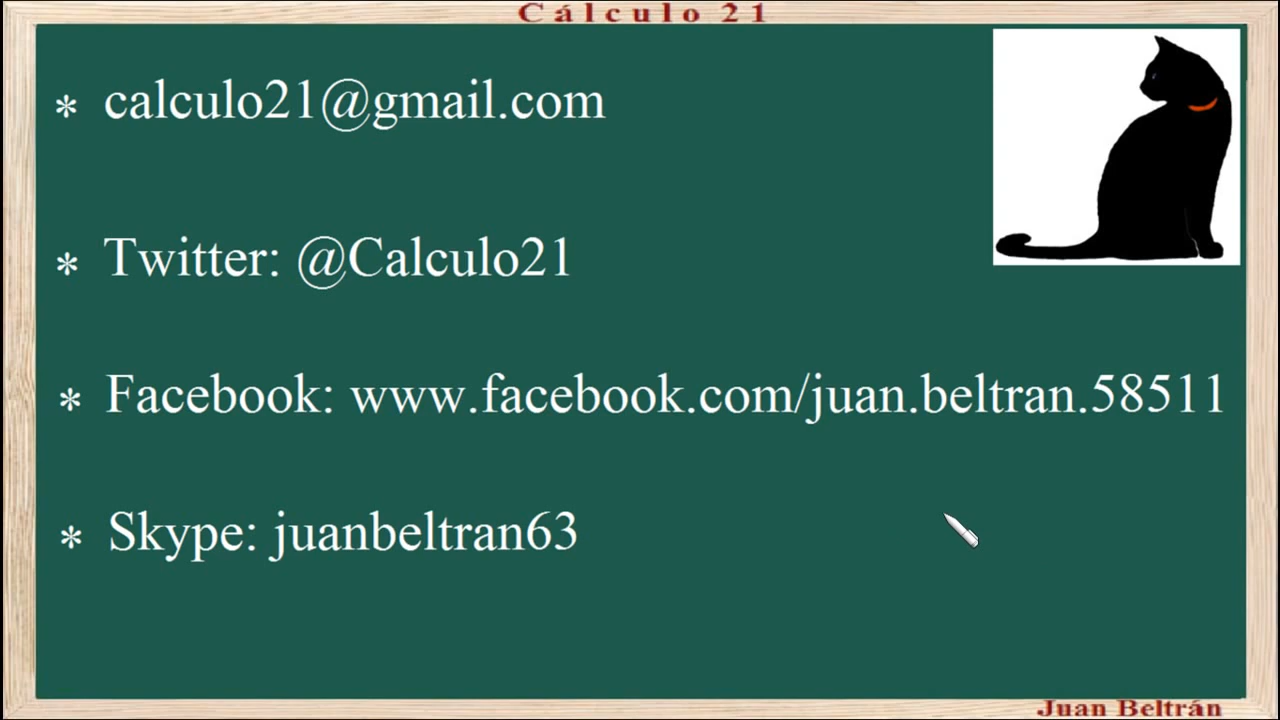 Cálculo 21
* calculo21@gmail.com
* Twitter: @Calculo21
* Facebook: www.facebook.com/juan.beltran.58511
* Skype: juanbeltran63
Juan Beltrán